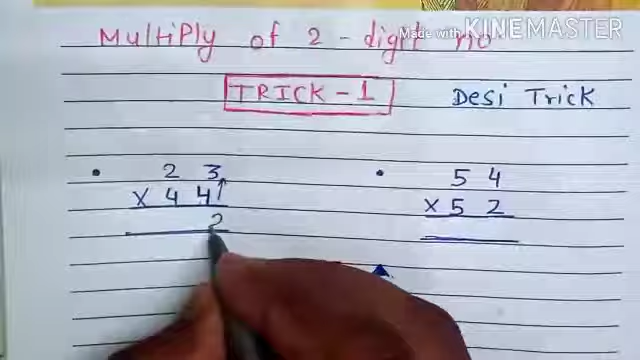 Made with KINEMASTER
Multiply of 2 - digit no
TRICK - 1 Desi Trick
• 2 3 • 5 4
X 4 4 X 5 2
2